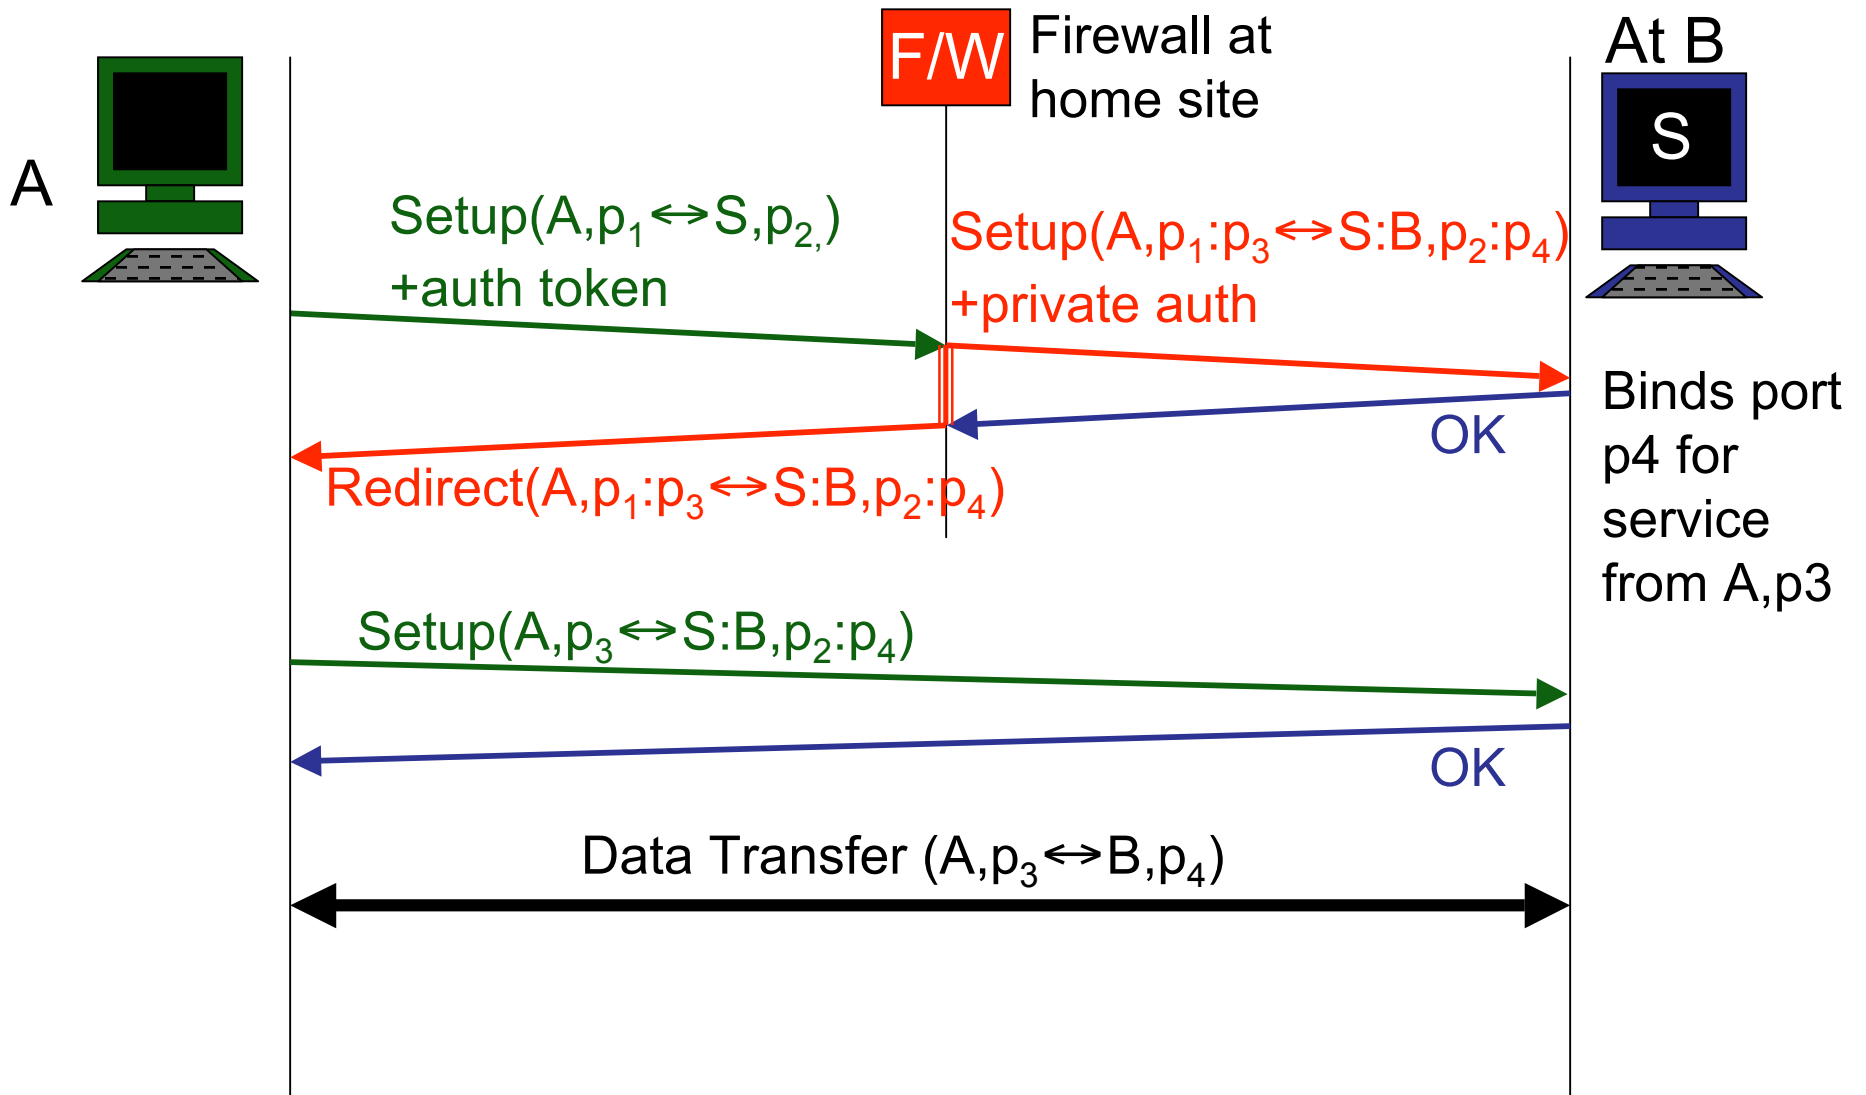 F/W
Firewall at
home site
At B
S
A
Setup(A,p₁⇔S,p₂,)
+auth token
Setup(A,p₁:p₃⇔S:B,p₂:p₄)
+private auth
OK
Redirect(A,p₁:p₃⇔S:B,p₂:p₄)
Binds port
p4 for
service
from A,p3
Setup(A,p₃⇔S:B,p₂:p₄)
OK
Data Transfer (A,p₃⇔B,p₄)